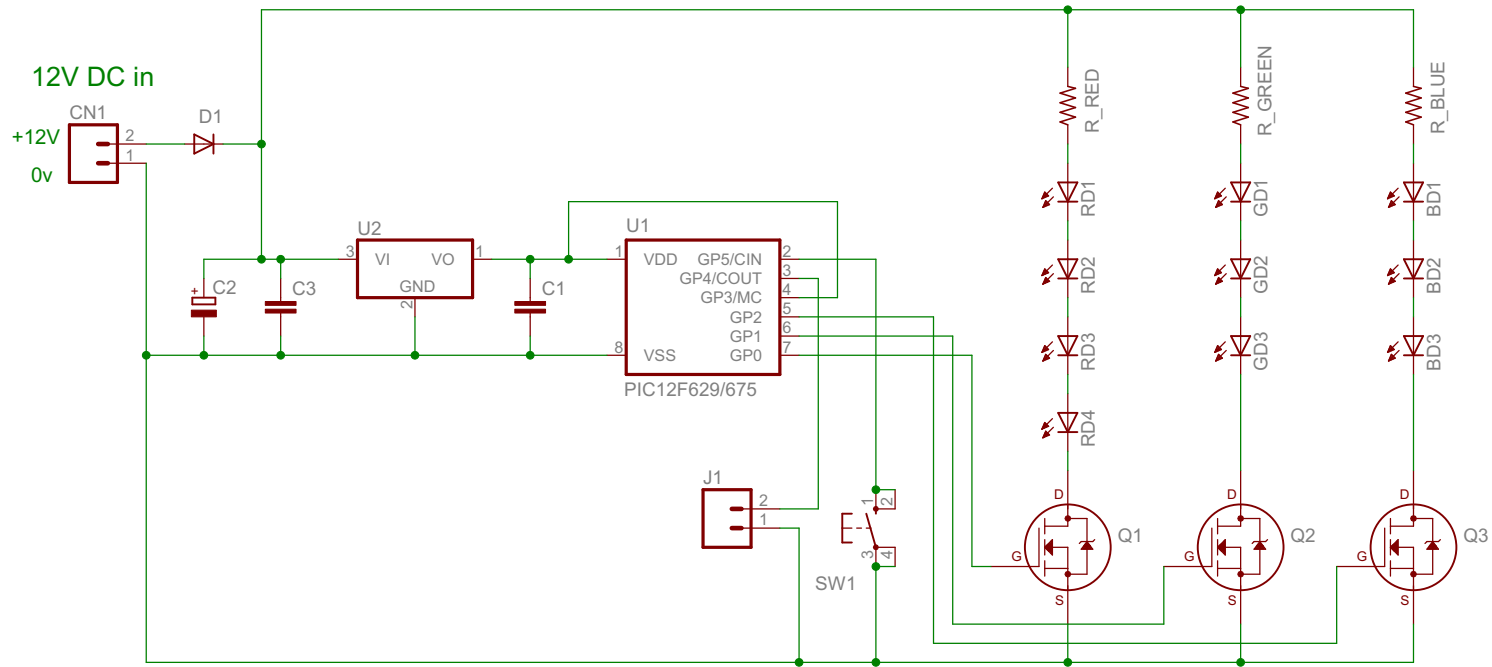 12V DC in
CN1
+12V
2
1
0v
D1
R_RED
R_GREEN
R_BLUE
RD1
GD1
BD1
RD2
GD2
BD2
RD3
GD3
BD3
RD4
U2
3 VI VO 1
GND
2
+
C2
C3
C1
U1
1 VDD GP5/CIN 2
GP4/COUT 3
GP3/MC 4
GP2 5
GP1 6
8 VSS GP0 7
PIC12F629/675
J1
2
1
1 2
3 4
SW1
D
G
S
Q1
D
G
S
Q2
D
G
S
Q3